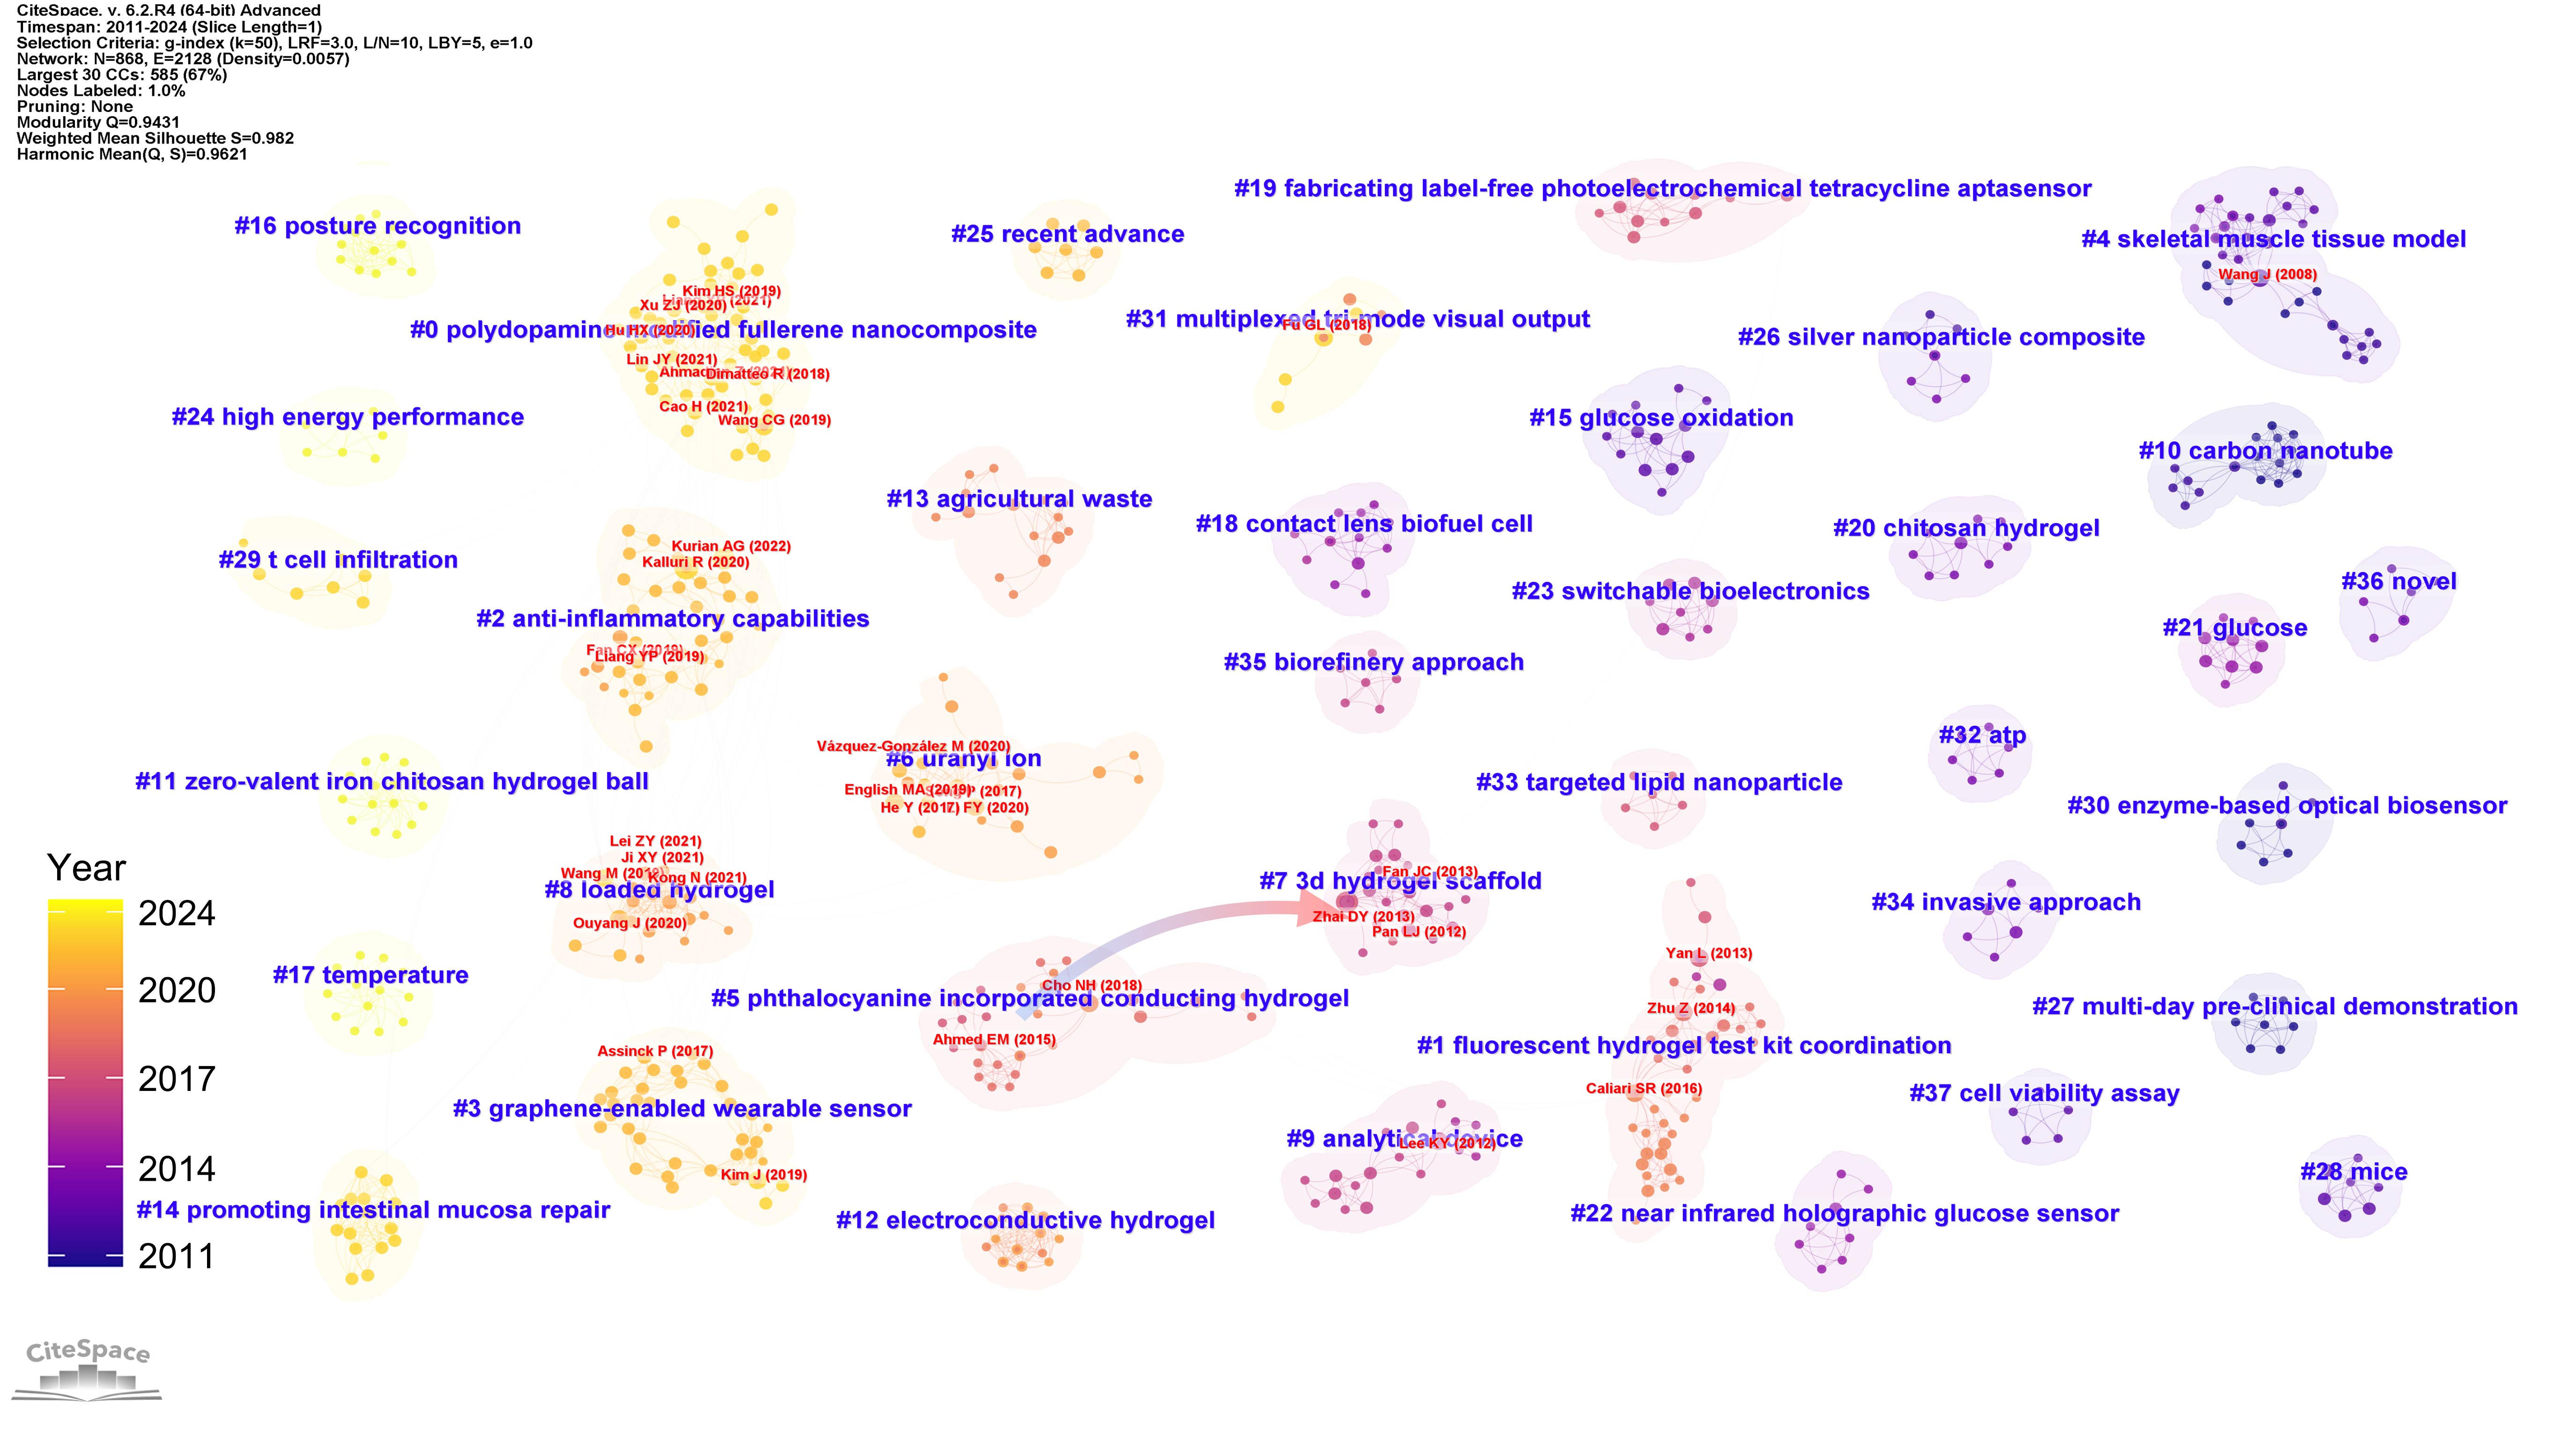 CiteSpace, v. 6.2.R4 (64-bit) Advanced
Timespan: 2011-2024 (Slice Length=1)
Selection Criteria: g-index (k=50), LRF=3.0, L/N=10, LBY=5, e=1.0
Network: N=868, E=2128 (Density=0.0057)
Largest 30 CCs: 585 (67%)
Nodes Labeled: 1.0%
Pruning: None
Modularity Q=0.9431
Weighted Mean Silhouette S=0.982
Harmonic Mean(Q, S)=0.9621
#19 fabricating label-free photoelectrochemical tetracycline aptasensor
#16 posture recognition
#25 recent advance
#4 skeletal muscle tissue model
Wang J (2008)
Kim HS (2019)
(2021)
Xu ZJ (2020)
Hu HX (2020)
#0 polydopamine-modified fullerene nanocomposite
Lin JY (2021)
Dimatteo R (2018)
Cao H (2021)
Wang CG (2019)
#31 multiplexed tri-mode visual output
Fu GL (2018)
#26 silver nanoparticle composite
#24 high energy performance
#15 glucose oxidation
#10 carbon nanotube
#13 agricultural waste
#18 contact lens biofuel cell
#20 chitosan hydrogel
#29 t cell infiltration
Kurian AG (2022)
Kalluri R (2020)
#23 switchable bioelectronics
#36 novel
#2 anti-inflammatory capabilities
#21 glucose
Fan CX (2019)
Liang YP (2019)
#35 biorefinery approach
Vázquez-González M (2020)
#6 uranyl ion
#32 atp
#11 zero-valent iron chitosan hydrogel ball
#33 targeted lipid nanoparticle
English MA (2019)
P (2017)
He Y (2017)
FY (2020)
#30 enzyme-based optical biosensor
Lei ZY (2021)
Ji XY (2021)
Wang M (2019)
Kong N (2021)
#8 loaded hydrogel
Ouyang J (2020)
Fan JC (2013)
#7 3d hydrogel scaffold
Zhai DY (2013)
Pan LJ (2012)
#34 invasive approach
Yan L (2013)
#17 temperature
Cho NH (2018)
#5 phthalocyanine incorporated conducting hydrogel
Zhu Z (2014)
#27 multi-day pre-clinical demonstration
Ahmed EM (2015)
#1 fluorescent hydrogel test kit coordination
Assinck P (2017)
Caliari SR (2016)
#37 cell viability assay
#3 graphene-enabled wearable sensor
#9 analytical device
Lee KY (2012)
Kim J (2019)
#28 mice
#14 promoting intestinal mucosa repair
#12 electroconductive hydrogel
#22 near infrared holographic glucose sensor
Year
2024
2020
2017
2014
2011
CiteSpace